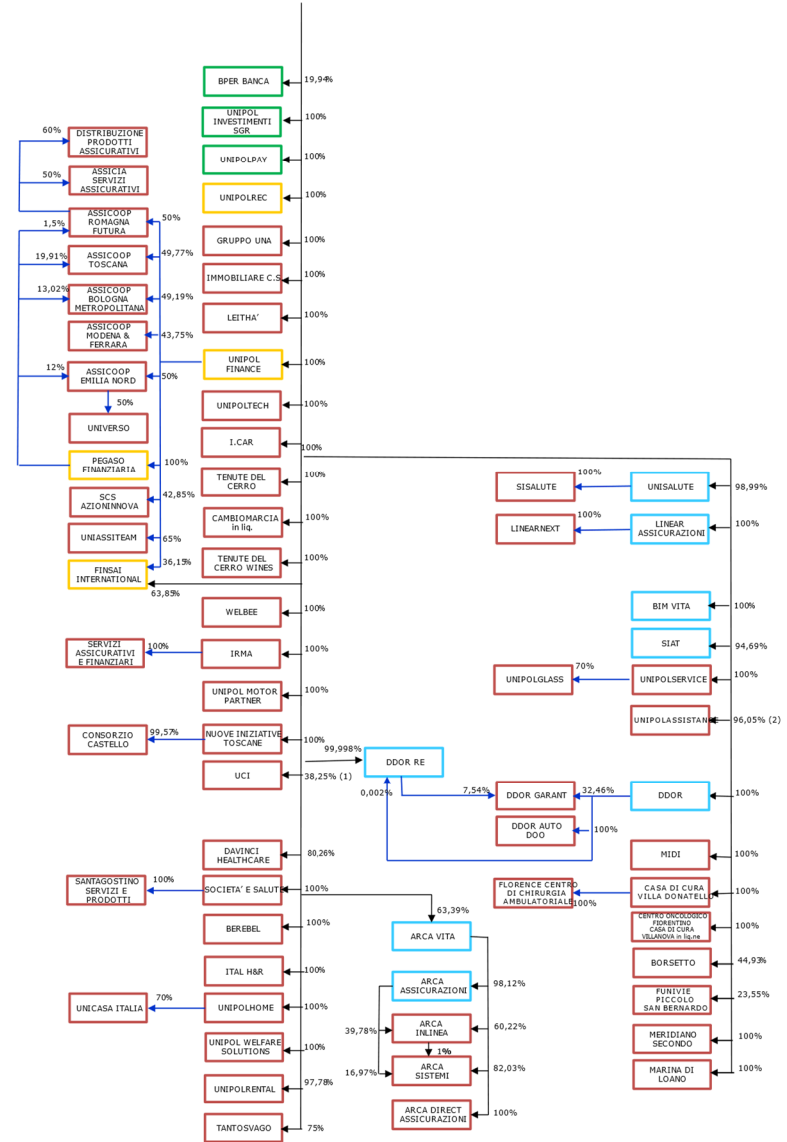 BPER BANCA
19,94%
UNIPOL
INVESTIMENTI
SGR
100%
UNIPOLPAY
100%
UNIPOLREC
100%
GRUPPO UNA
100%
IMMOBILIARE C.S
100%
LEITHA´
100%
UNIPOL
FINANCE
100%
UNIPOLTECH
100%
I.CAR
100%
TENUTE DEL
CERRO
100%
CAMBIOMARCIA
in liq.
100%
TENUTE DEL
CERRO WINES
100%
60%
DISTRIBUZIONE
PRODOTTI
ASSICURATIVI
50%
ASSICIA
SERVIZI
ASSICURATIVI
1,5%
ASSICOOP
ROMAGNA
FUTURA
50%
19,91%
ASSICOOP
TOSCANA
49,77%
13,02%
ASSICOOP
BOLOGNA
METROPOLITANA
49,19%
ASSICOOP
MODENA &
FERRARA
43,75%
12%
ASSICOOP
EMILIA NORD
50%
50%
UNIVERSO
PEGASO
FINANZIARIA
100%
SCS
AZIONINNOVA
42,85%
UNIASSITEAM
65%
FINSAI
INTERNATIONAL
36,15%
63,85%
WELBEE
100%
SERVIZI
ASSICURATIVI
E FINANZIARI
100%
IRMA
100%
UNIPOL MOTOR
PARTNER
100%
CONSORZIO
CASTELLO
99,57%
NUOVE INIZIATIVE
TOSCANE
100%
UCI
38,25% (1)
99,998%
DDOR RE
0,002%
7,54%
DDOR GARANT
32,46%
DDOR
100%
DDOR AUTO
DOO
100%
SISALUTE
100%
UNISALUTE
98,99%
LINEARNEXT
100%
LINEAR
ASSICURAZIONI
100%
BIM VITA
100%
SIAT
94,69%
UNIPOLGLASS
70%
UNIPOLSERVICE
100%
UNIPOLASSISTANCE
96,05% (2)
MIDI
100%
FLORENCE CENTRO
DI CHIRURGIA
AMBULATORIALE
100%
CASA DI CURA
VILLA DONATELLO
100%
CENTRO ONCOLOGICO
FIORENTINO
CASA DI CURA
VILLANOVA in liq.ne
100%
BORSETTO
44,93%
FUNIVIE
PICCOLO
SAN BERNARDO
23,55%
MERIDIANO
SECONDO
100%
MARINA DI
LOANO
100%
DAVINCI
HEALTHCARE
80,26%
SANTAGOSTINO
SERVIZI E
PRODOTTI
100%
SOCIETA´ E SALUTE
100%
BEREBEL
100%
ITAL H&R
100%
UNICASA ITALIA
70%
UNIPOLHOME
100%
UNIPOL WELFARE
SOLUTIONS
100%
UNIPOLRENTAL
97,78%
TANTOSVAGO
75%
63,39%
ARCA VITA
ARCA
ASSICURAZIONI
98,12%
39,78%
ARCA
INLINEA
60,22%
1%
16,97%
ARCA
SISTEMI
82,03%
ARCA DIRECT
ASSICURAZIONI
100%